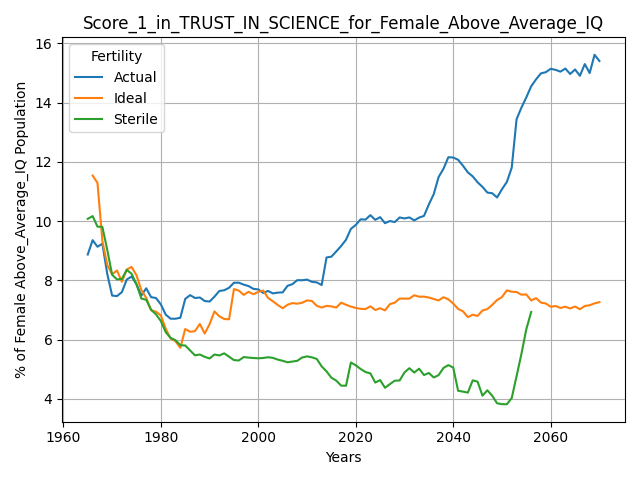 Score_1_in_TRUST_IN_SCIENCE_for_Female_Above_Average_IQ
% of Female Above_Average_IQ Population
16
14
12
10
8
6
4
Fertility
Actual
Ideal
Sterile
1960 1980 2000 2020 2040 2060
Years